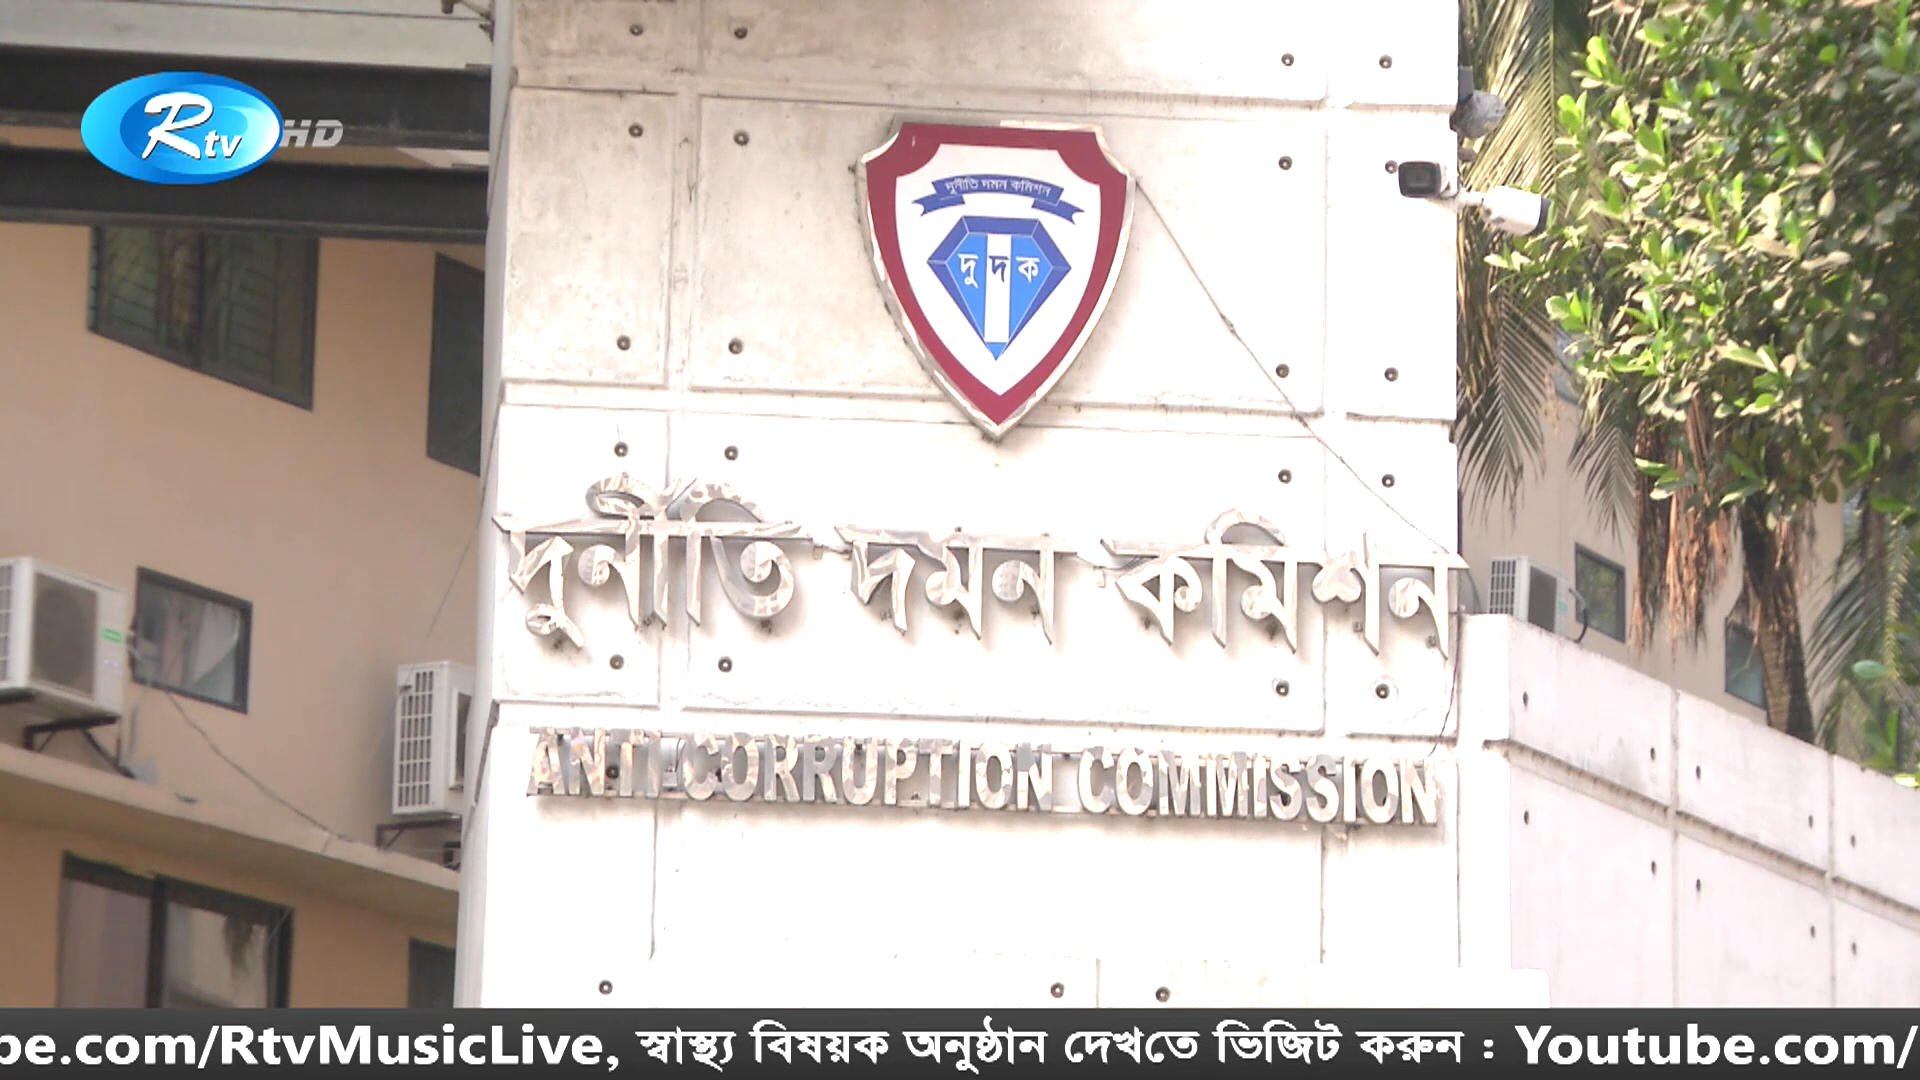 Rtv HD
দুর্নীতি দমন কমিশন
দুদক
দুর্নীতি দমন কমিশন
ANTI-CORRUPTION COMMISSION
be.com/RtvMusicLive, স্বাস্থ্য বিষয়ক অনুষ্ঠান দেখতে ভিজিট করুন : Youtube.com/